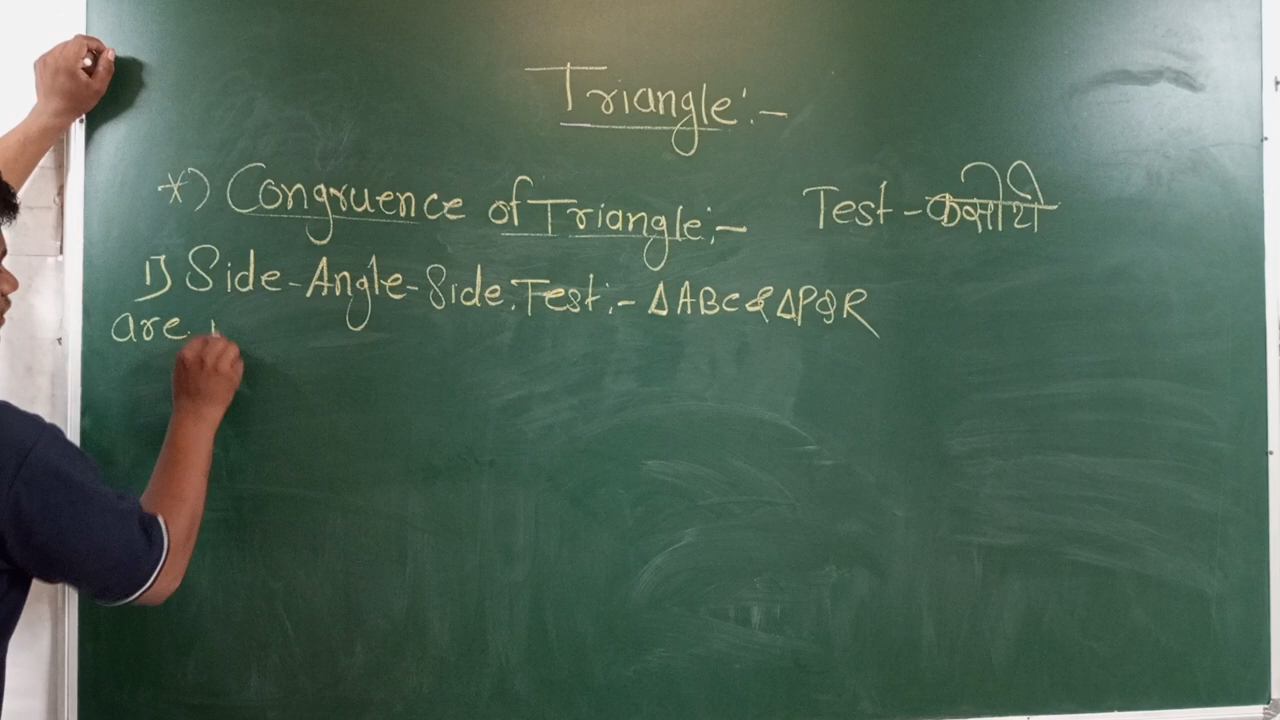 Triangle:-
*) Congruence of Triangle:- Test - कसोटी
1) Side-Angle-Side Test:- ΔABC & ΔPQR
are